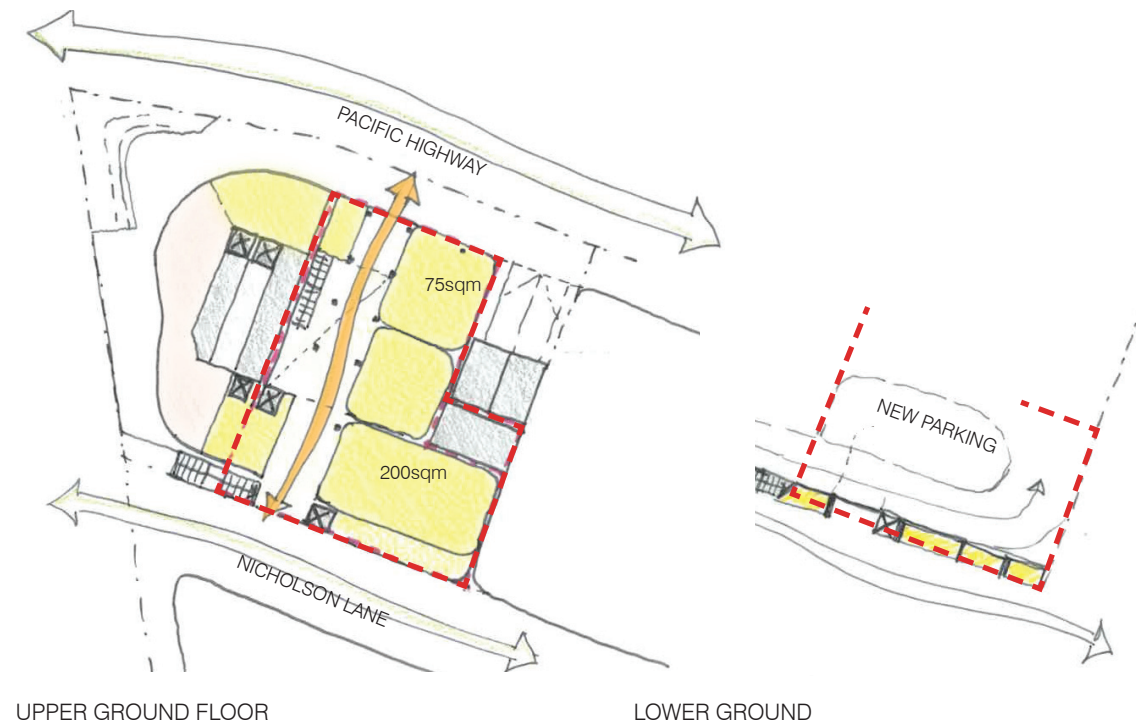 PACIFIC HIGHWAY
75sqm
200sqm
NICHOLSON LANE
UPPER GROUND FLOOR
NEW PARKING
LOWER GROUND